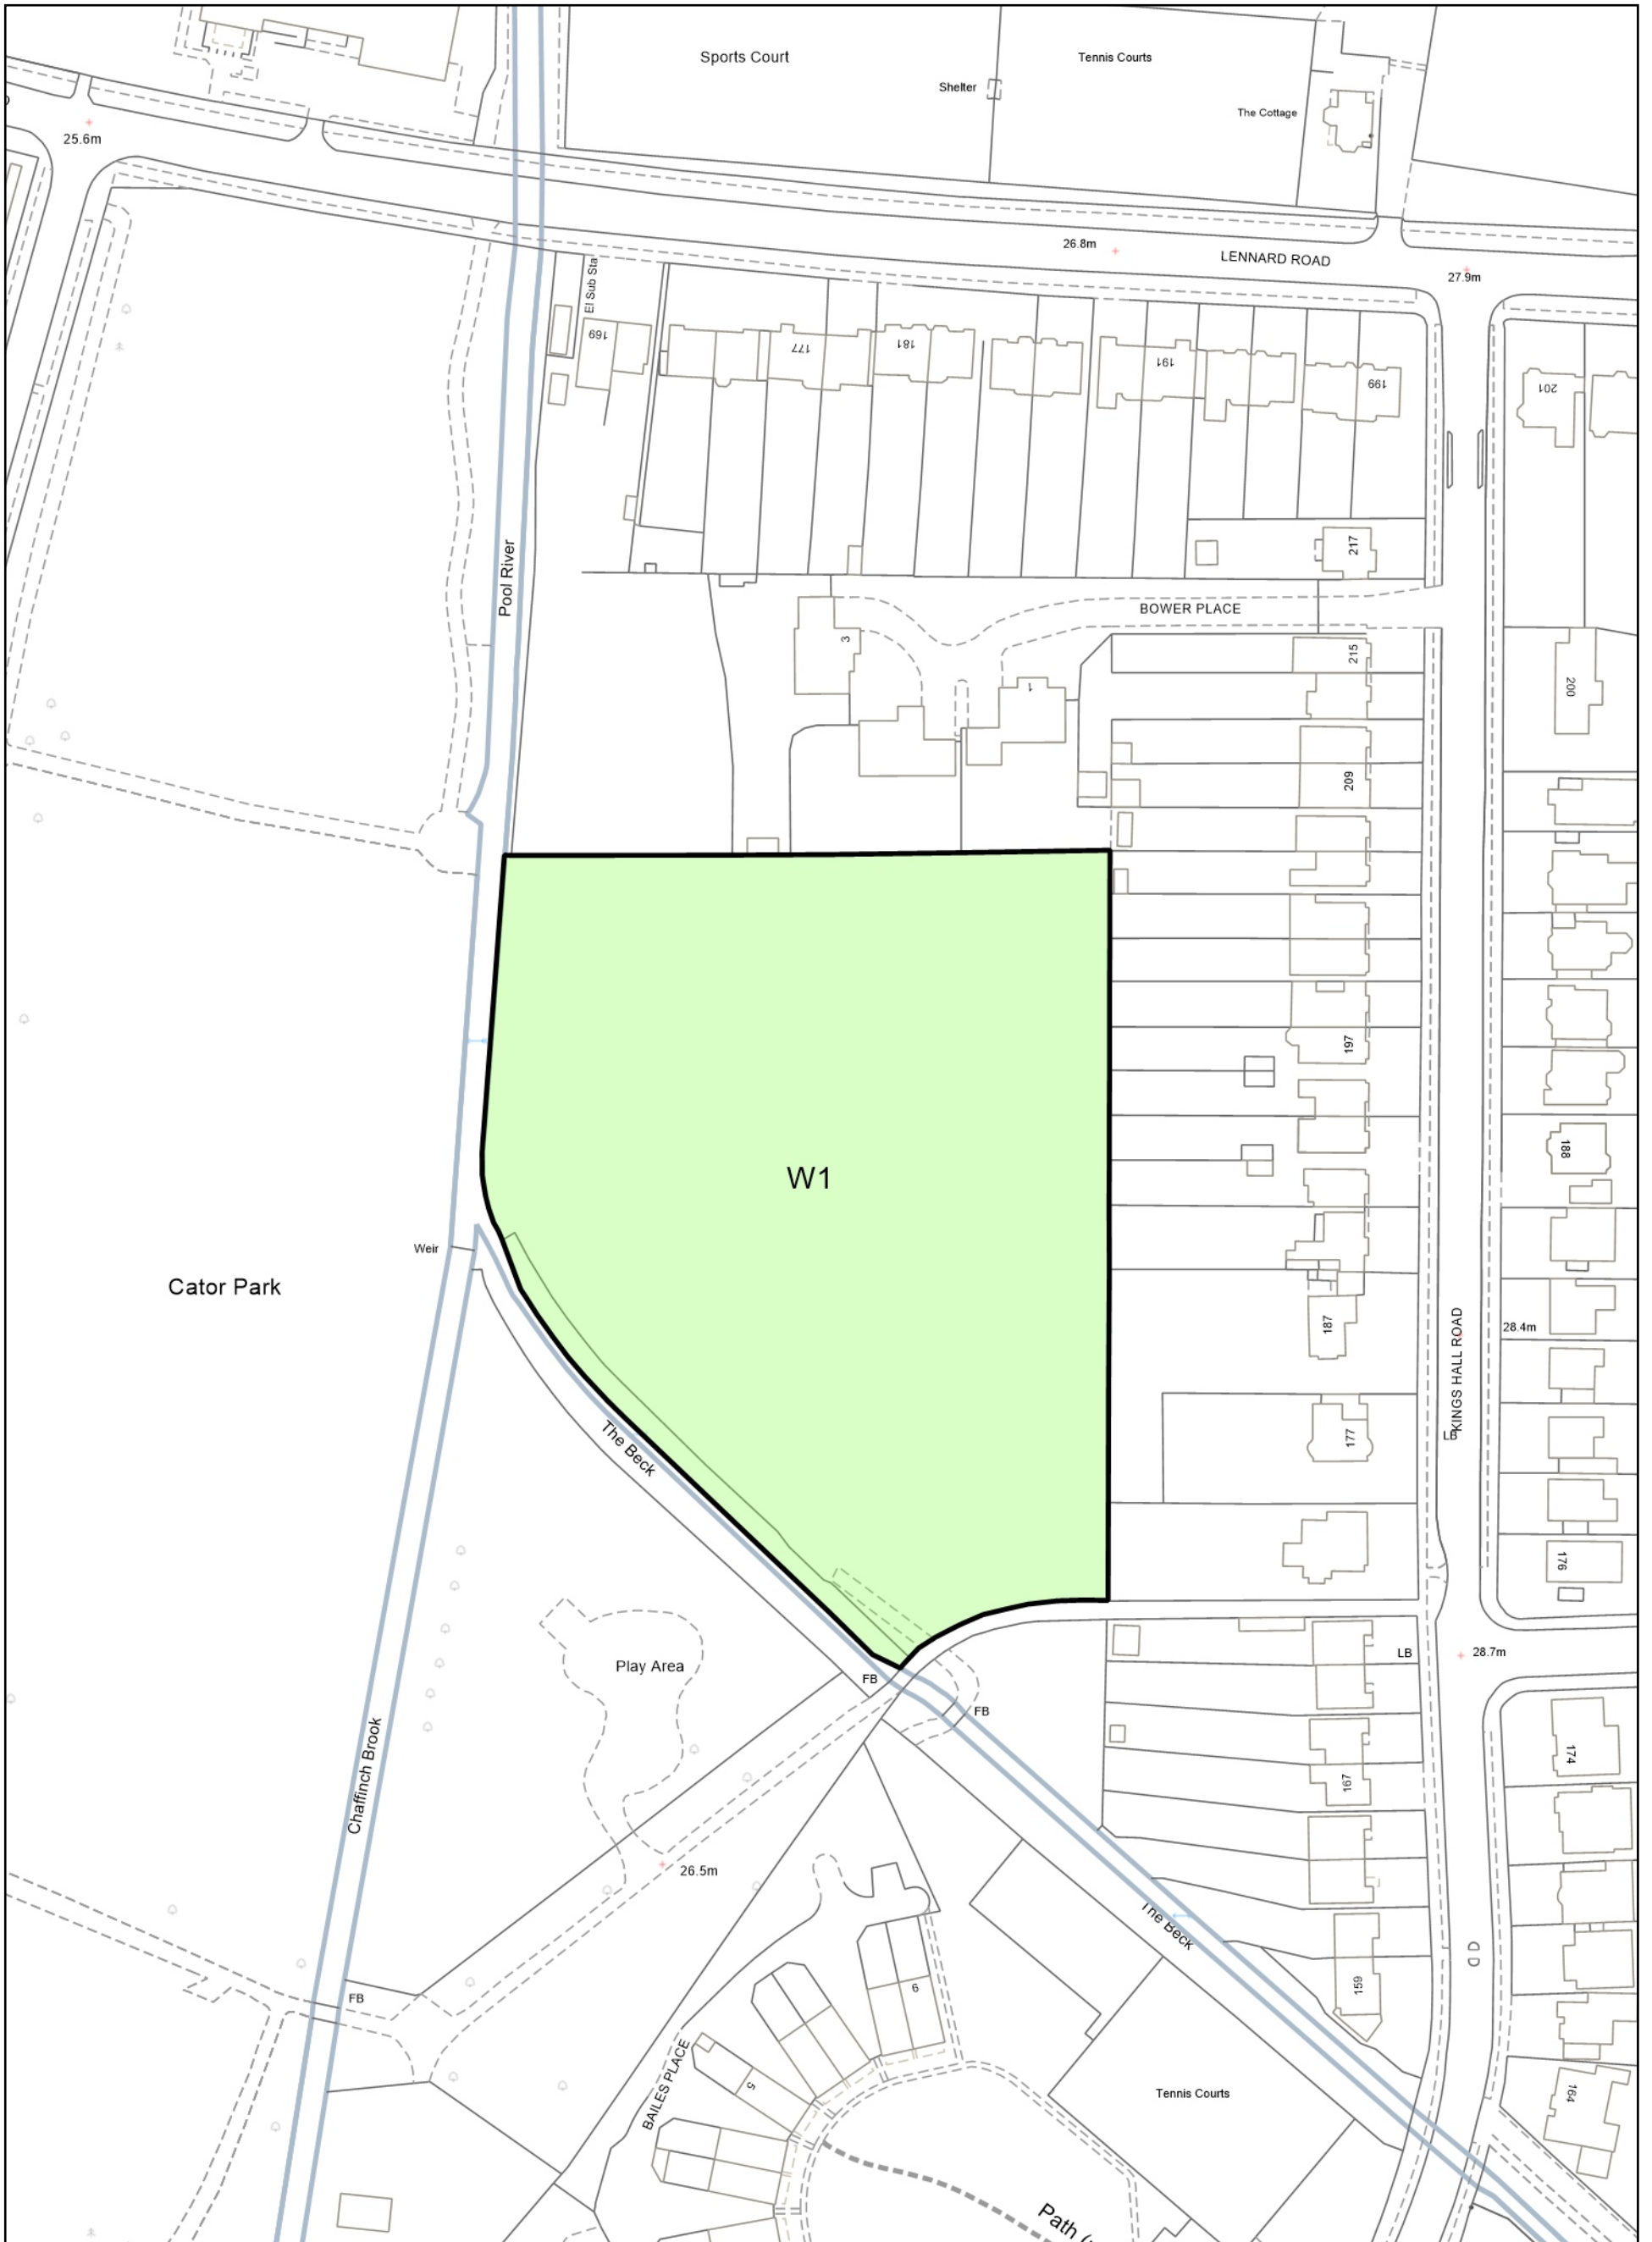 Sports Court
Tennis Courts
Shelter
The Cottage
25.6m
26.8m
LENNARD ROAD
27.9m
El Sub Sta
169
177
181
191
199
201
217
Pool River
BOWER PLACE
3
1
215
200
209
197
W1
188
Weir
Cator Park
187
28.4m
KINGS HALL ROAD
LB
177
The Beck
176
Play Area
FB
FB
LB
28.7m
174
Chaffinch Brook
167
26.5m
The Beck
159
9
FB
BAILES PLACE
5
Tennis Courts
164
Path (